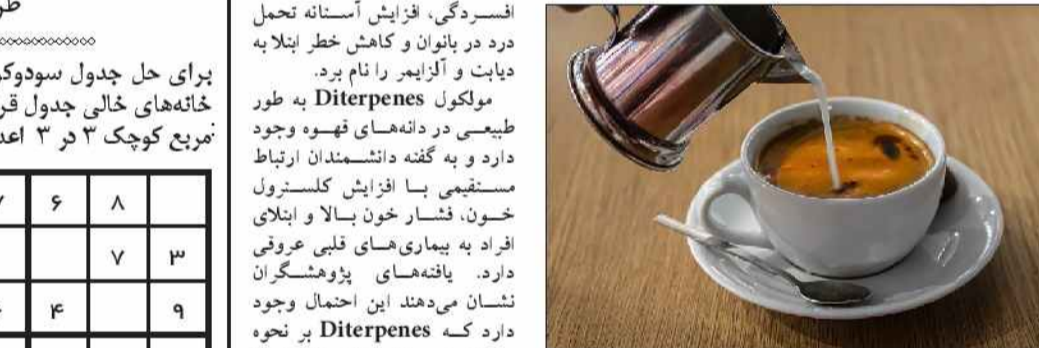 افسردگی، افزایش آستانه تحمل
درد در بانوان و کاهش خطر ابتلا به
دیابت و آلزایمر را نام برد.
مولکول Diterpenes به طور
طبیعی در دانه‌های قهوه وجود
دارد و به گفته دانشمندان ارتباط
مستقیمی با افزایش کلسترول
خون، فشار خون بالا و ابتلای
افراد به بیماری‌های قلبی عروقی
دارد. یافته‌های پژوهشگران
نشان می‌دهند این احتمال وجود
دارد که Diterpenes بر نحوه
برای حل جدول
خانه‌های خالی جدول
مربع کوچک ۳ در ۳
۶ ۸
۷ ۳
۴ ۹